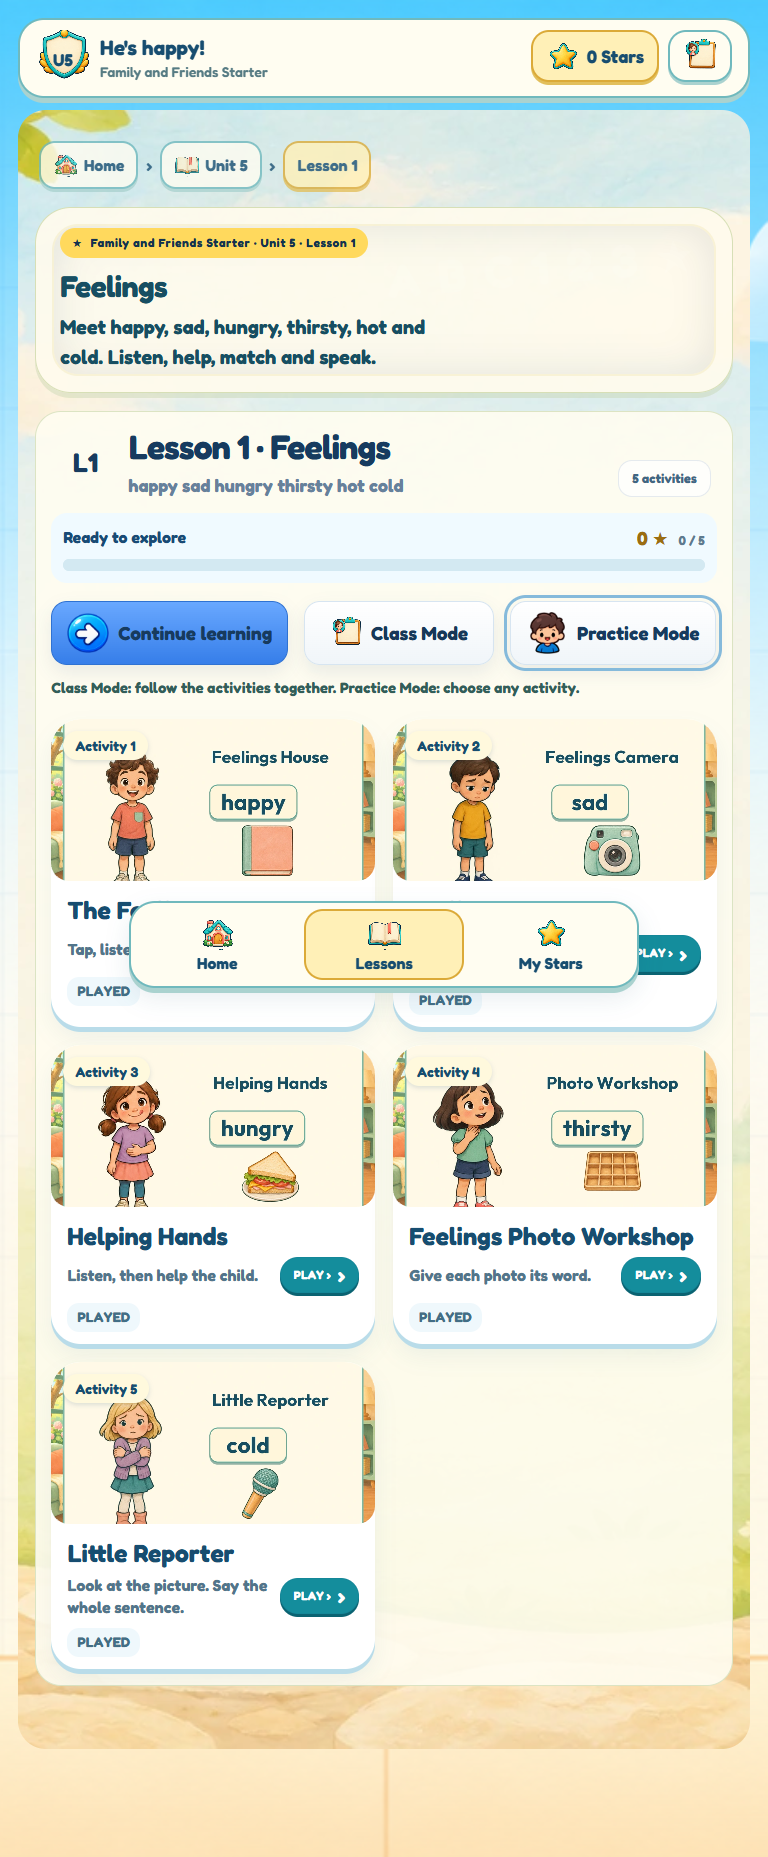 U5
He's happy!
Family and Friends Starter
0 Stars
Home
›
Unit 5
›
Lesson 1
★ Family and Friends Starter · Unit 5 · Lesson 1
Feelings
Meet happy, sad, hungry, thirsty, hot and
cold. Listen, help, match and speak.
L1
Lesson 1 · Feelings
happy sad hungry thirsty hot cold
5 activities
Ready to explore
0 ★ 0 / 5
Continue learning
Class Mode
Practice Mode
Class Mode: follow the activities together. Practice Mode: choose any activity.
Activity 1
Feelings House
happy
Activity 2
Feelings Camera
sad
The
Tap,
PLAYED
PLAY › ›
PLAYED
Home
Lessons
My Stars
Activity 3
Helping Hands
hungry
Helping Hands
Listen, then help the child.
PLAY › ›
PLAYED
Activity 4
Photo Workshop
thirsty
Feelings Photo Workshop
Give each photo its word.
PLAY › ›
PLAYED
Activity 5
Little Reporter
cold
Little Reporter
Look at the picture. Say the
whole sentence.
PLAY › ›
PLAYED